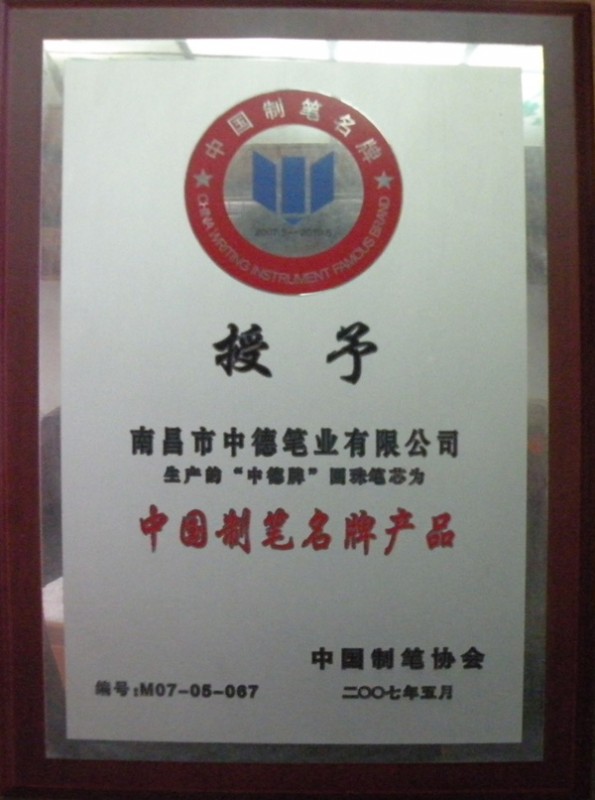 中国制笔名牌
CHINA WRITING INSTRUMENT FAMOUS BRAND
授予
南昌市中德笔业有限公司
生产的“中德牌”圆珠笔芯为
中国制笔名牌产品
中国制笔协会
编号:M07-05-067
二〇〇七年五月